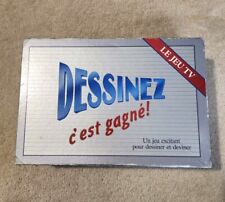 LE JEU TV
DESSINEZ
c'est gagné!
Un jeu excitant
pour dessiner et deviner